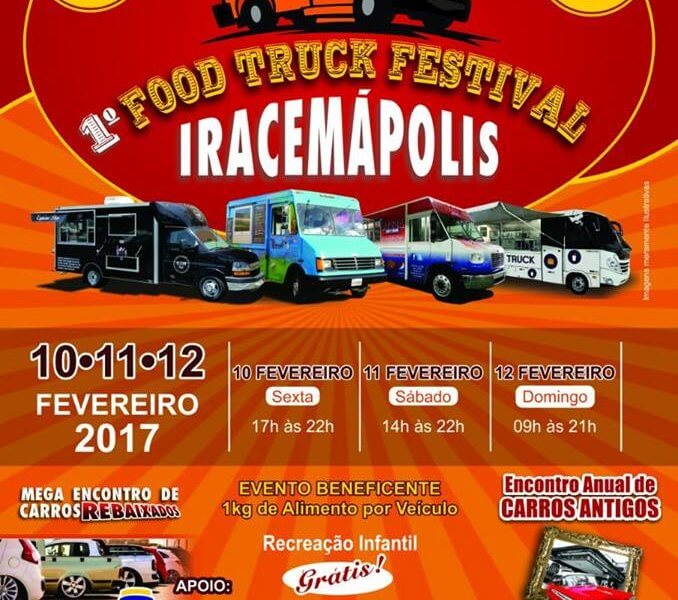 1º FOOD TRUCK FESTIVAL
IRACEMÁPOLIS
TRUCK
Imagens meramente ilustrativas
10•11•12
FEVEREIRO
2017
10 FEVEREIRO
Sexta
17h às 22h
11 FEVEREIRO
Sábado
14h às 22h
12 FEVEREIRO
Domingo
09h às 21h
MEGA ENCONTRO DE
CARROS REBAIXADOS
EVENTO BENEFICENTE
1kg de Alimento por Veículo
Recreação Infantil
Grátis!
Encontro Anual de
CARROS ANTIGOS
APOIO: